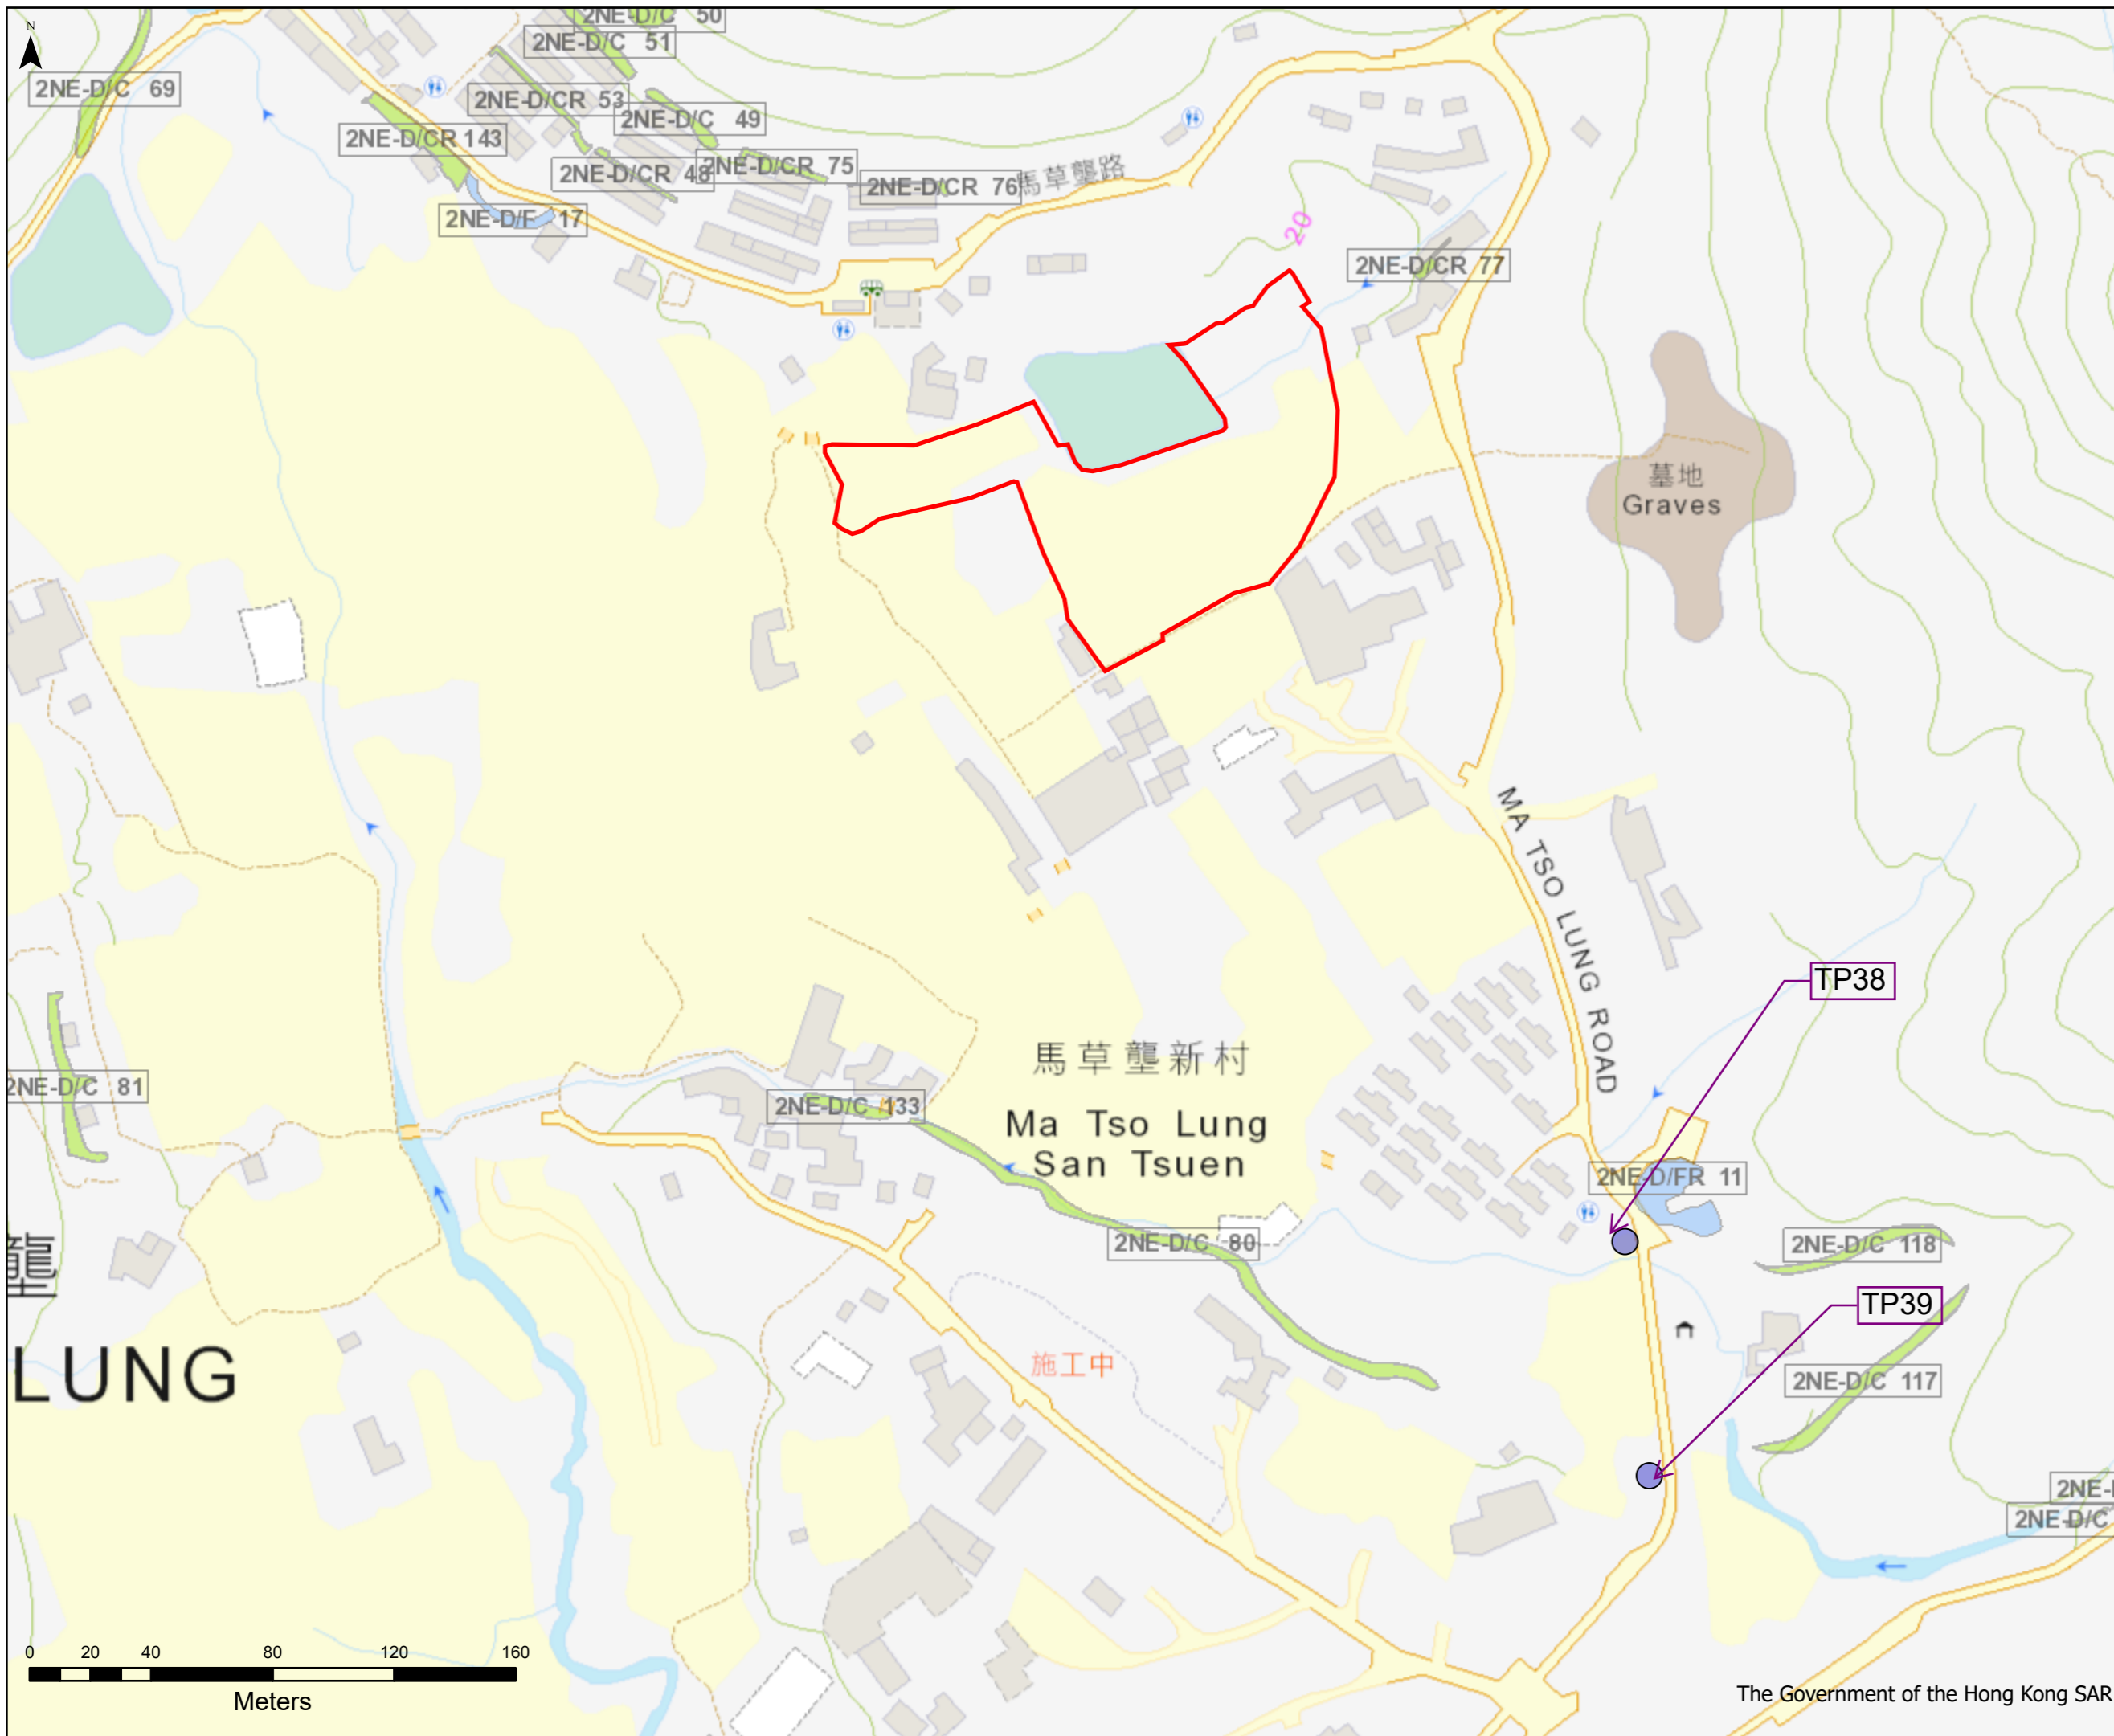 N
2NE-D/C 50
2NE-D/C 51
2NE-D/C 69
2NE-D/CR 53
2NE-D/C 49
2NE-D/CR 143
2NE-D/CR 48
2NE-D/CR 75
2NE-D/CR 76
馬草壟路
2NE-D/F 17
20
2NE-D/CR 77
墓地
Graves
MA TSO LUNG ROAD
TP38
馬草壟新村
Ma Tso Lung
San Tsuen
2NE-D/C 81
2NE-D/C 133
2NE-D/FR 11
2NE-D/C 80
2NE-D/C 118
壟
TP39
LUNG
施工中
2NE-D/C 117
2NE-
2NE-D/C
0 20 40 80 120 160
Meters
The Government of the Hong Kong SAR